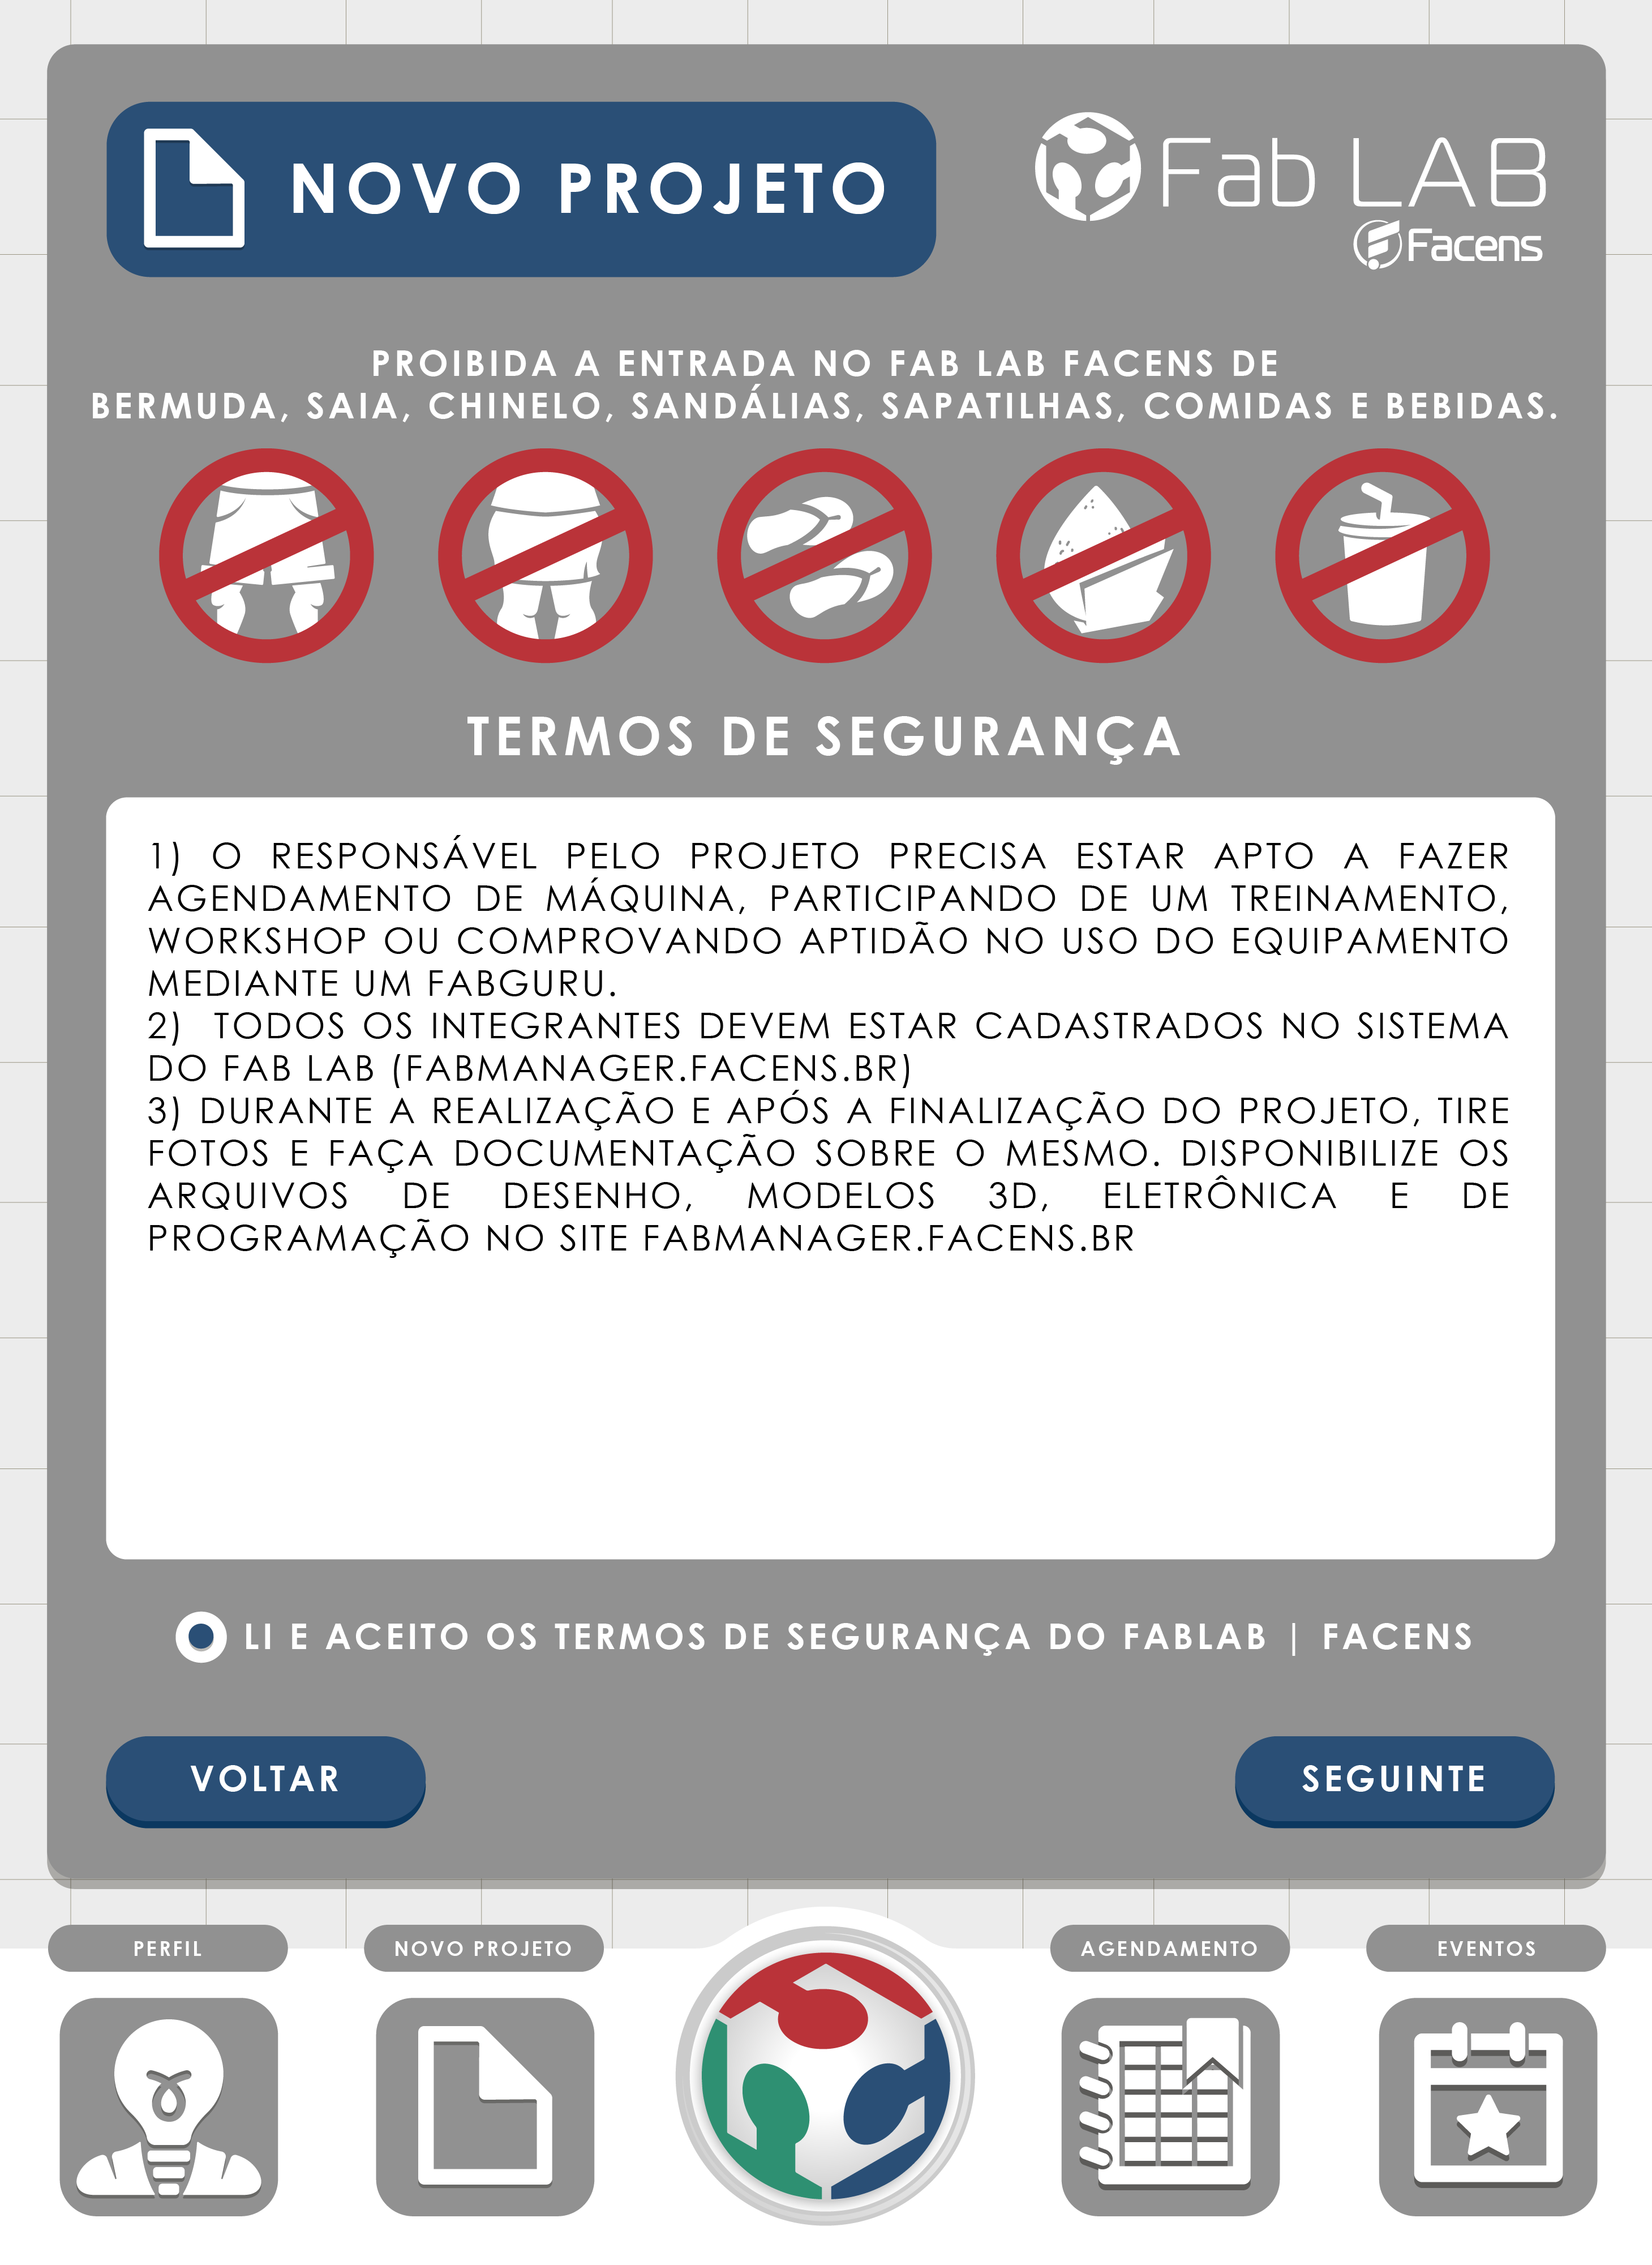 NOVO PROJETO
Fab LAB
Facens
PROIBIDA A ENTRADA NO FAB LAB FACENS DE
BERMUDA, SAIA, CHINELO, SANDÁLIAS, SAPATILHAS, COMIDAS E BEBIDAS.
TERMOS DE SEGURANÇA
1) O RESPONSÁVEL PELO PROJETO PRECISA ESTAR APTO A FAZER
AGENDAMENTO DE MÁQUINA, PARTICIPANDO DE UM TREINAMENTO,
WORKSHOP OU COMPROVANDO APTIDÃO NO USO DO EQUIPAMENTO
MEDIANTE UM FABGURU.
2) TODOS OS INTEGRANTES DEVEM ESTAR CADASTRADOS NO SISTEMA
DO FAB LAB (FABMANAGER.FACENS.BR)
3) DURANTE A REALIZAÇÃO E APÓS A FINALIZAÇÃO DO PROJETO, TIRE
FOTOS E FAÇA DOCUMENTAÇÃO SOBRE O MESMO. DISPONIBILIZE OS
ARQUIVOS DE DESENHO, MODELOS 3D, ELETRÔNICA E DE
PROGRAMAÇÃO NO SITE FABMANAGER.FACENS.BR
LI E ACEITO OS TERMOS DE SEGURANÇA DO FABLAB | FACENS
VOLTAR
SEGUINTE
PERFIL
NOVO PROJETO
AGENDAMENTO
EVENTOS